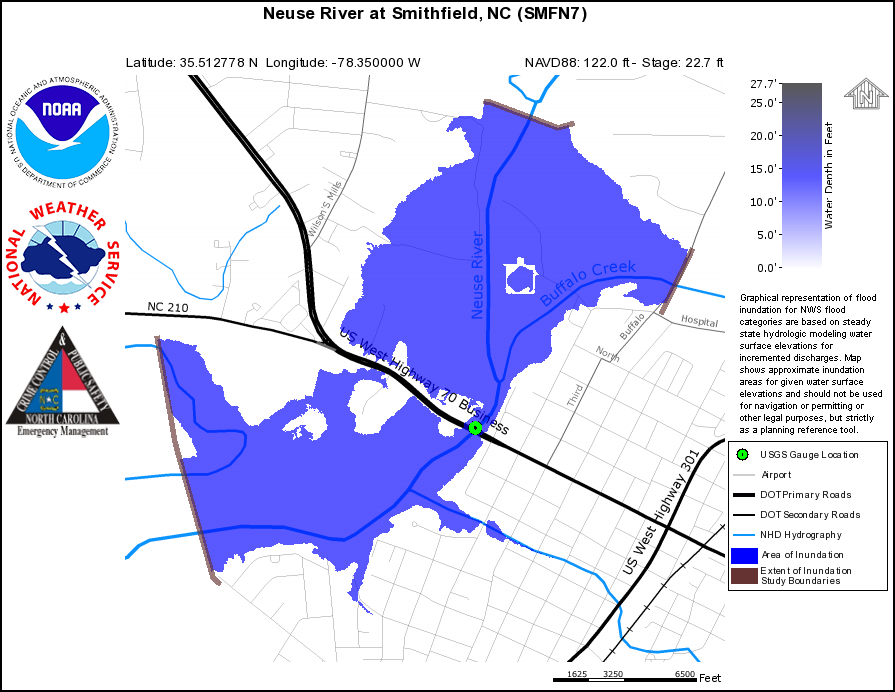 Neuse River at Smithfield, NC (SMFN7)
Latitude: 35.512778 N Longitude: -78.350000 W
NAVD88: 122.0 ft - Stage: 22.7 ft
NATIONAL OCEANIC AND ATMOSPHERIC ADMINISTRATION
NOAA
U.S. DEPARTMENT OF COMMERCE
NATIONAL WEATHER SERVICE
CRIME CONTROL & PUBLIC SAFETY
N C
NORTH CAROLINA
Emergency Management
Wilson'S Mills
NC 210
US West Highway 70 Business
Neuse River
Buffalo Creek
Buffalo
Hospital
North
Third
US West Highway 301
27.7'
25.0'
20.0'
15.0'
10.0'
5.0'
0.0'
Water Depth in Feet
N
Graphical representation of flood
inundation for NWS flood
categories are based on steady
state hydrologic modeling water
surface elevations for
incremented discharges. Map
shows approximate inundation
areas for given water surface
elevations and should not be used
for navigation or permitting or
other legal purposes, but strictly
as a planning reference tool.
USGS Gauge Location
Airport
DOT Primary Roads
DOT Secondary Roads
NHD Hydrography
Area of Inundation
Extent of Inundation
Study Boundaries
1625 3250 6500 Feet